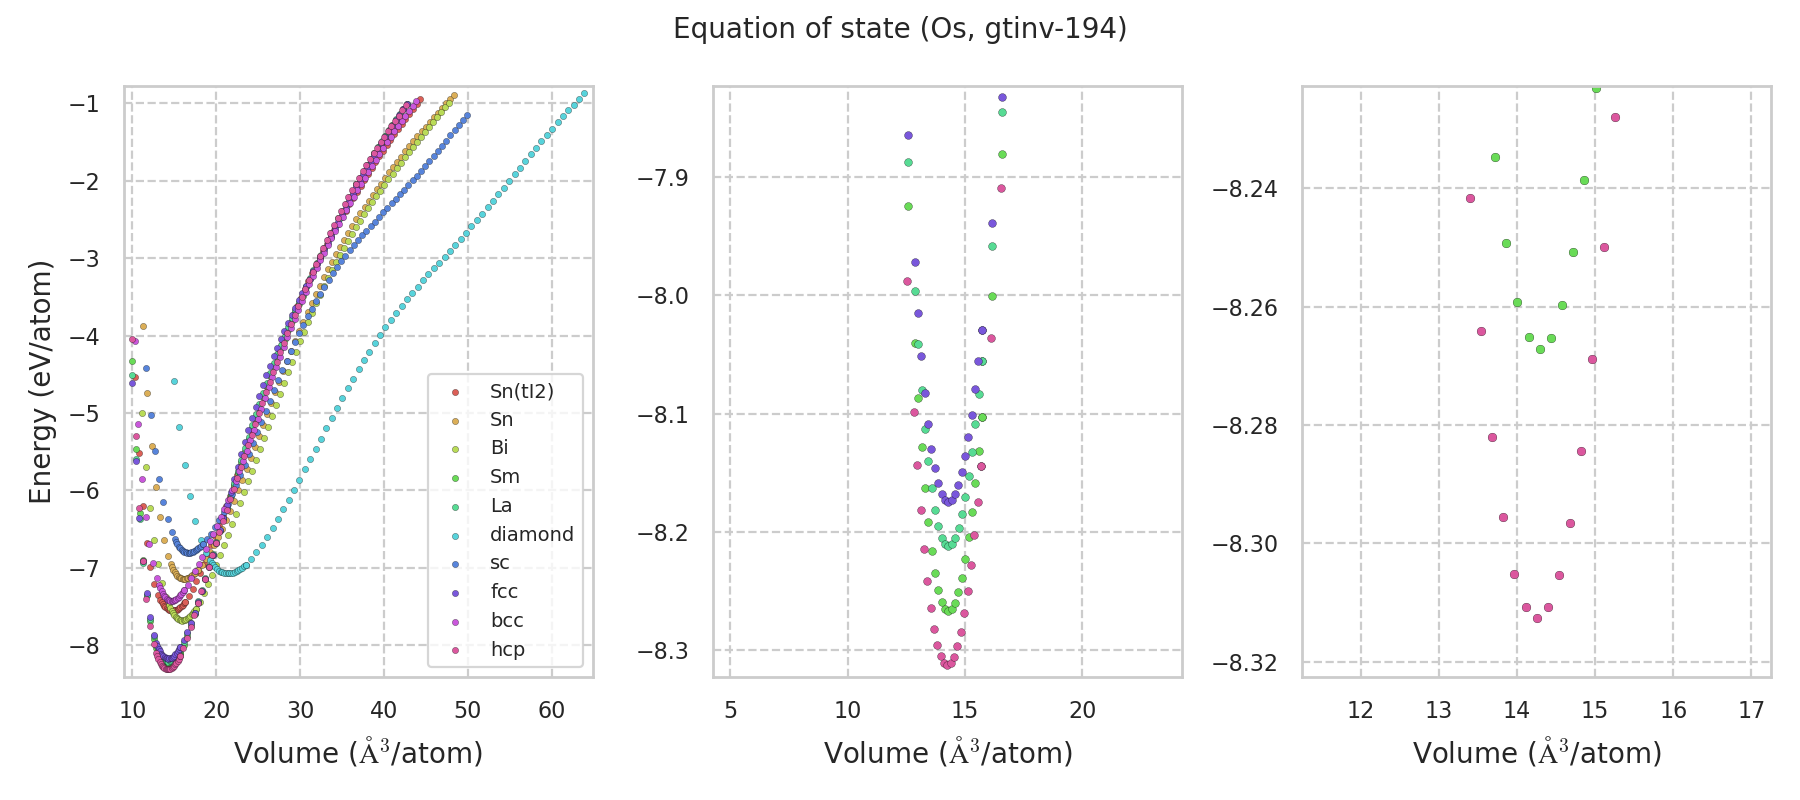 Equation of state (Os, gtinv-194)
Energy (eV/atom)
−1
−2
−3
−4
−5
−6
−7
−8
10 20 30 40 50 60
Volume (Å³/atom)
Sn(tI2)
Sn
Bi
Sm
La
diamond
sc
fcc
bcc
hcp
−7.9
−8.0
−8.1
−8.2
−8.3
5 10 15 20
Volume (Å³/atom)
−8.24
−8.26
−8.28
−8.30
−8.32
12 13 14 15 16 17
Volume (Å³/atom)